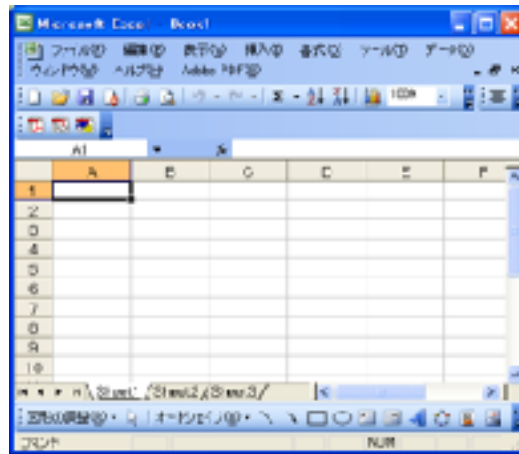 Microsoft Excel - Book1
ファイル(F) 編集(E) 表示(V) 挿入(I) 書式(O) ツール(T) データ(D)
ウィンドウ(W) ヘルプ(H) Adobe PDF(B)
100%
A1 fx
A B C D E F
1
2
3
4
5
6
7
8
9
10
Sheet1 Sheet2 Sheet3
図形の調整(R) オートシェイプ(U)
コマンド NUM